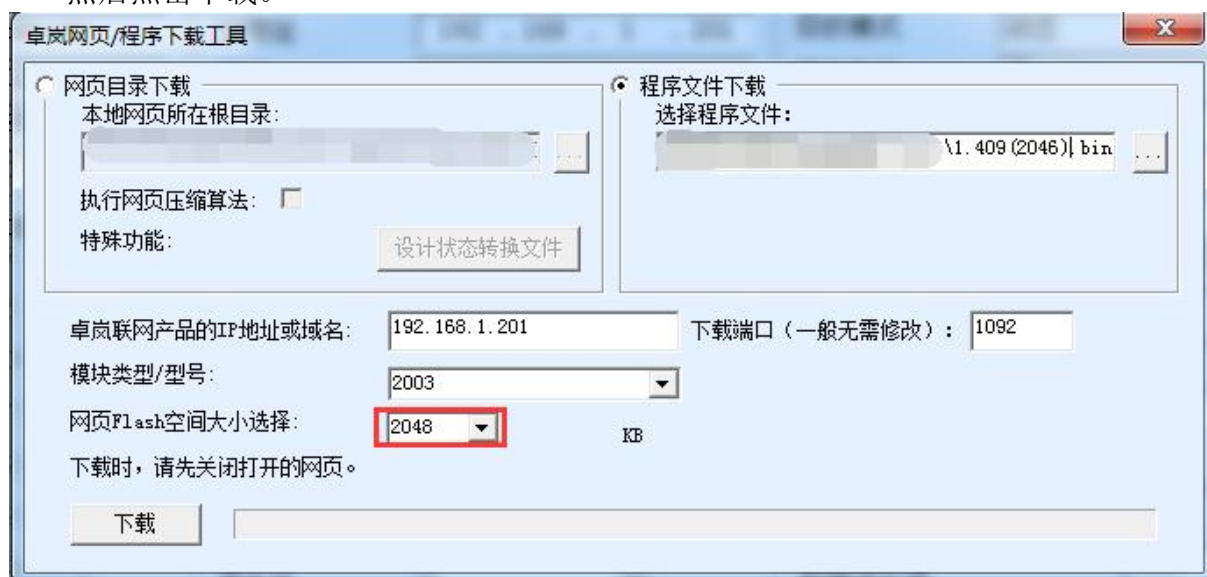 然后点击下载。
卓岚网页/程序下载工具
网页目录下载
本地网页所在根目录:
...
执行网页压缩算法:
特殊功能:
设计状态转换文件
程序文件下载
选择程序文件:
\1.409(2046).bin
...
卓岚联网产品的IP地址或域名:
192.168.1.201
下载端口（一般无需修改）:
1092
模块类型/型号:
2003
网页Flash空间大小选择:
2048
KB
下载时，请先关闭打开的网页。
下载